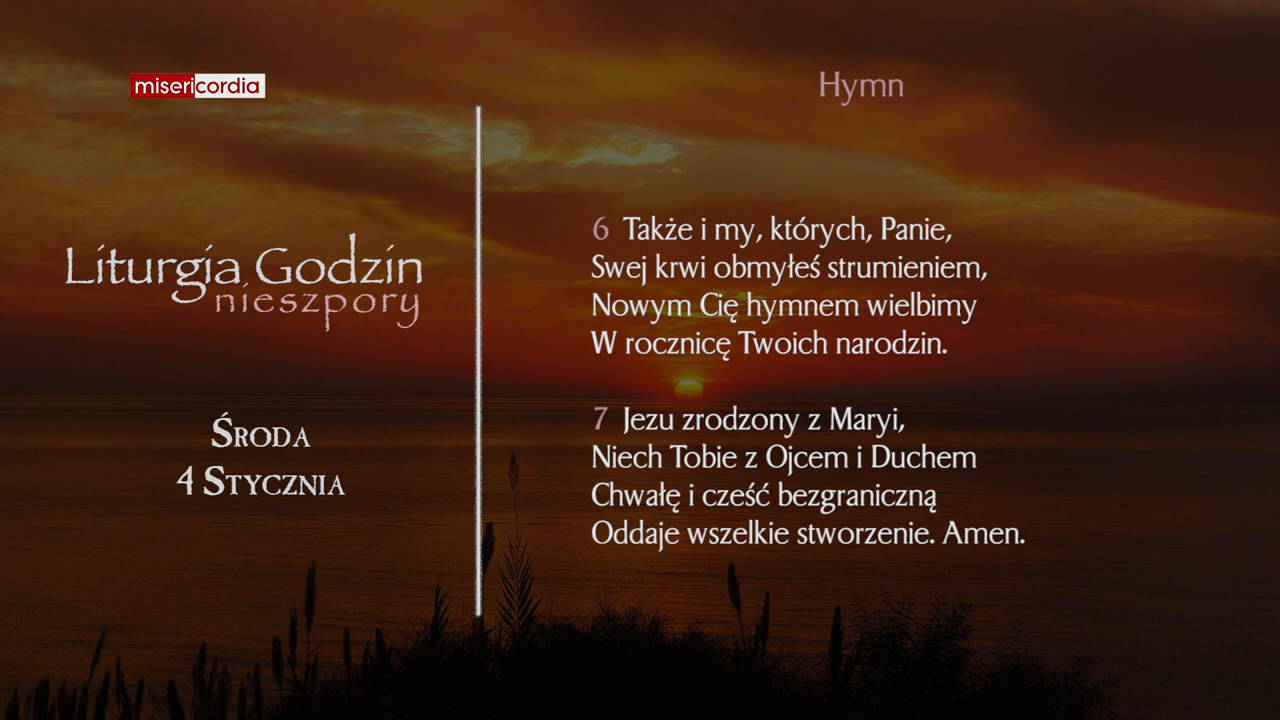 misericordia
Hymn
Liturgia Godzin
nieszpory
Środa
4 Stycznia
6 Także i my, których, Panie,
Swej krwi obmyłeś strumieniem,
Nowym Cię hymnem wielbimy
W rocznicę Twoich narodzin.
7 Jezu zrodzony z Maryi,
Niech Tobie z Ojcem i Duchem
Chwałę i cześć bezgraniczną
Oddaje wszelkie stworzenie. Amen.